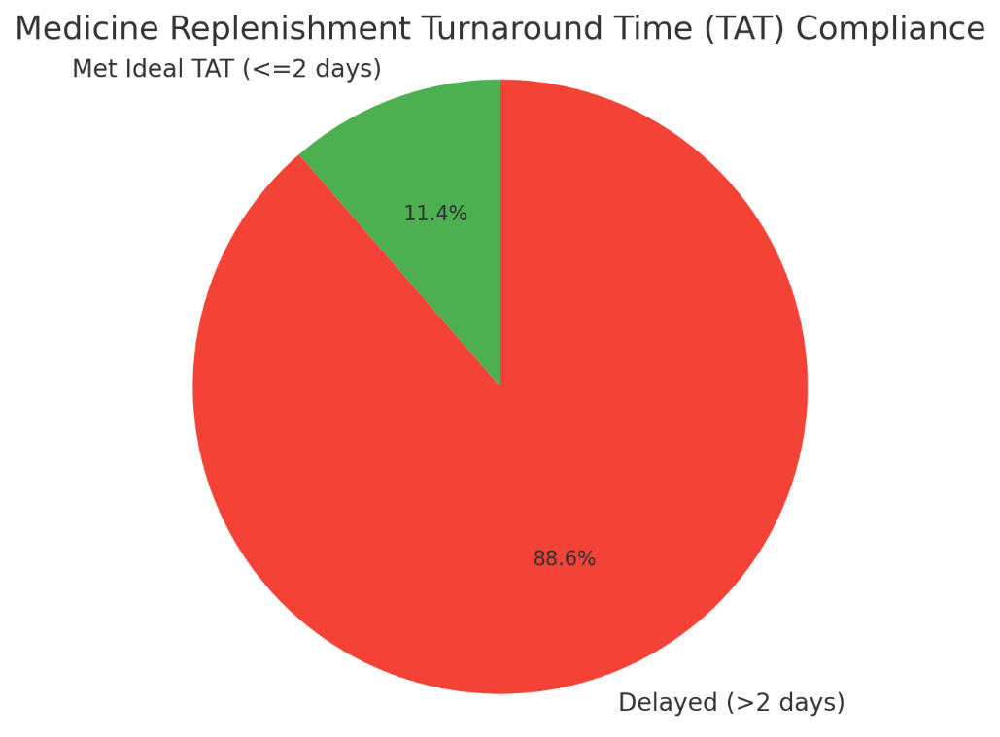 Medicine Replenishment Turnaround Time (TAT) Compliance
Met Ideal TAT (<=2 days)
11.4%
88.6%
Delayed (>2 days)